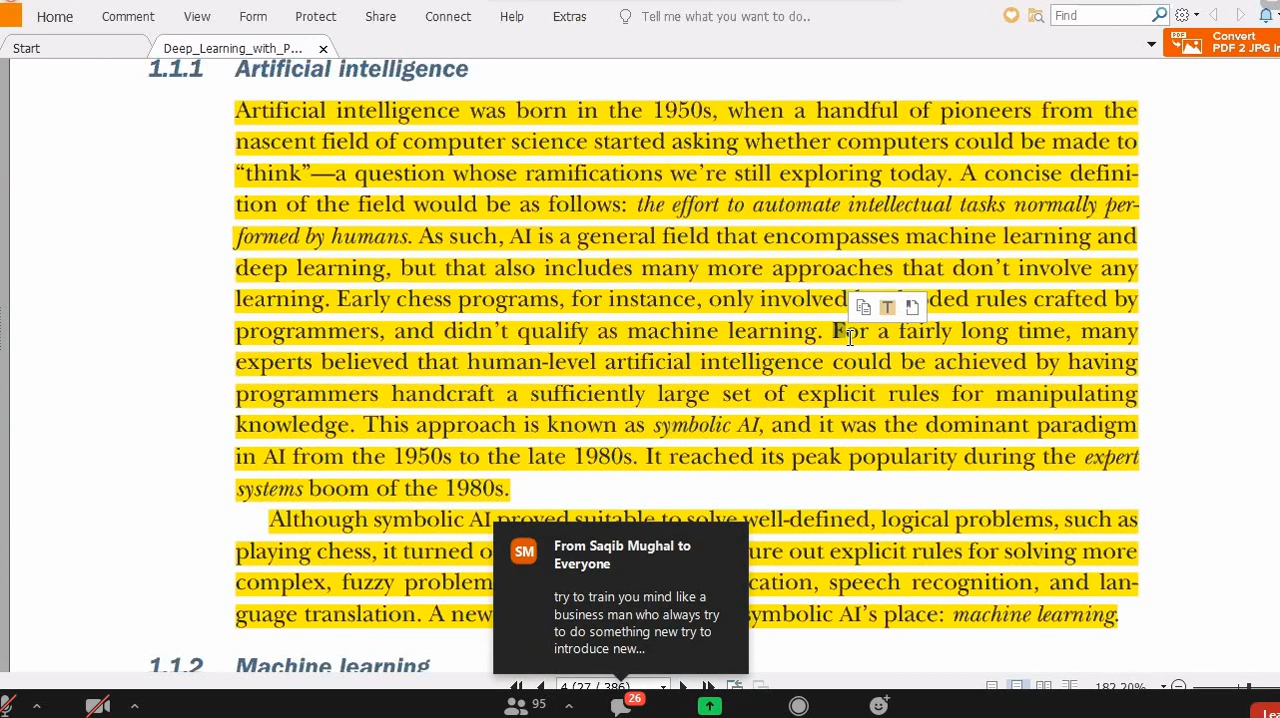 Home Comment View Form Protect Share Connect Help Extras Tell me what you want to do.. Find
Start Deep_Learning_with_P... Convert
PDF 2 JPG
1.1.1 Artificial intelligence
Artificial intelligence was born in the 1950s, when a handful of pioneers from the
nascent field of computer science started asking whether computers could be made to
“think”—a question whose ramifications we’re still exploring today. A concise defini-
tion of the field would be as follows: the effort to automate intellectual tasks normally per-
formed by humans. As such, AI is a general field that encompasses machine learning and
deep learning, but that also includes many more approaches that don’t involve any
learning. Early chess programs, for instance, only involved rules crafted by
programmers, and didn’t qualify as machine learning. For a fairly long time, many
experts believed that human-level artificial intelligence could be achieved by having
programmers handcraft a sufficiently large set of explicit rules for manipulating
knowledge. This approach is known as symbolic AI, and it was the dominant paradigm
in AI from the 1950s to the late 1980s. It reached its peak popularity during the expert
systems boom of the 1980s.
Although symbolic AI proved suitable to solve well-defined, logical problems, such as
playing chess, it turned out explicit rules for solving more
complex, fuzzy speech recognition, and lan-
guage translation. A new symbolic AI’s place: machine learning.
SM From Saqib Mughal to
Everyone
try to train you mind like a
business man who always try
to do something new try to
introduce new...
1.1.2 Machine learning
4 (27 / 386) 182.20%
95 26